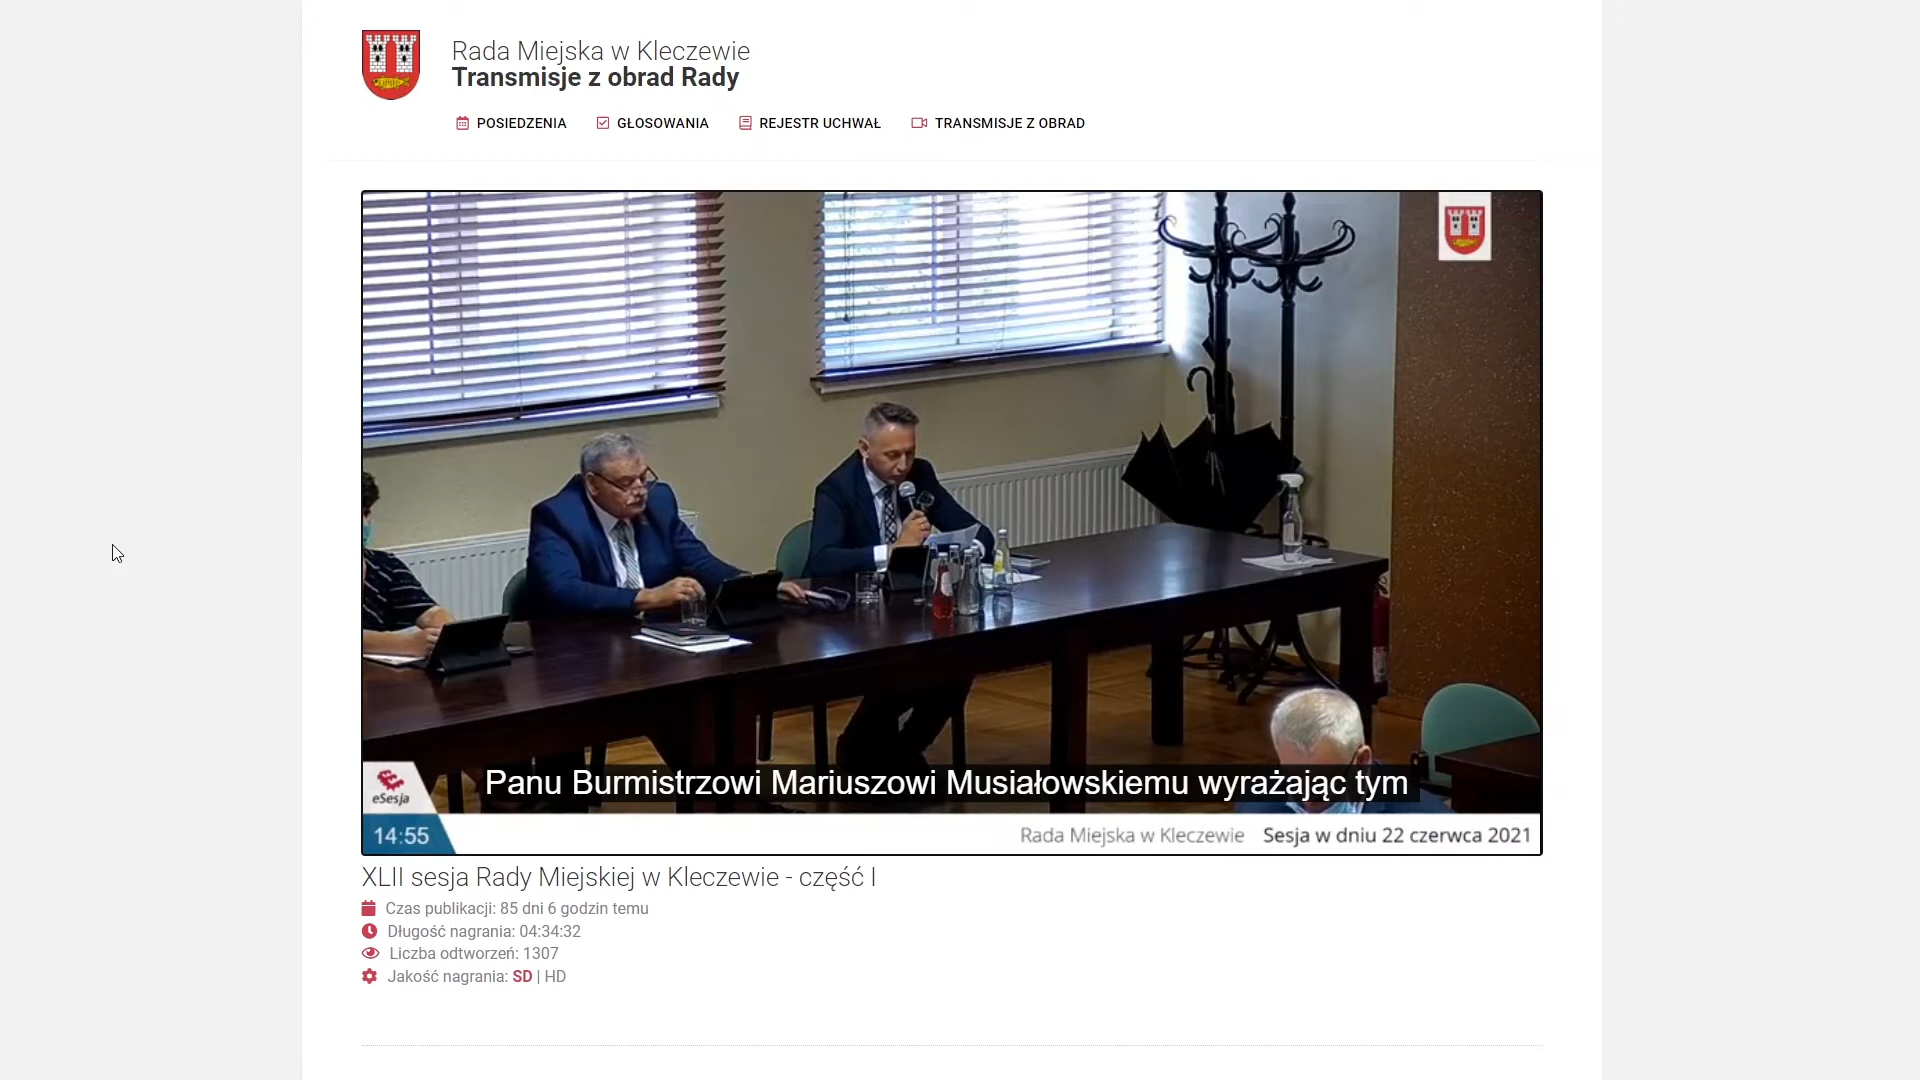 Rada Miejska w Kleczewie
Transmisje z obrad Rady
POSIEDZENIA GŁOSOWANIA REJESTR UCHWAŁ TRANSMISJE Z OBRAD
Panu Burmistrzowi Mariuszowi Musiałowskiemu wyrażając tym
eSesja
14:55 Rada Miejska w Kleczewie Sesja w dniu 22 czerwca 2021
XLII sesja Rady Miejskiej w Kleczewie - część I
Czas publikacji: 85 dni 6 godzin temu
Długość nagrania: 04:34:32
Liczba odtworzeń: 1307
Jakość nagrania: SD | HD